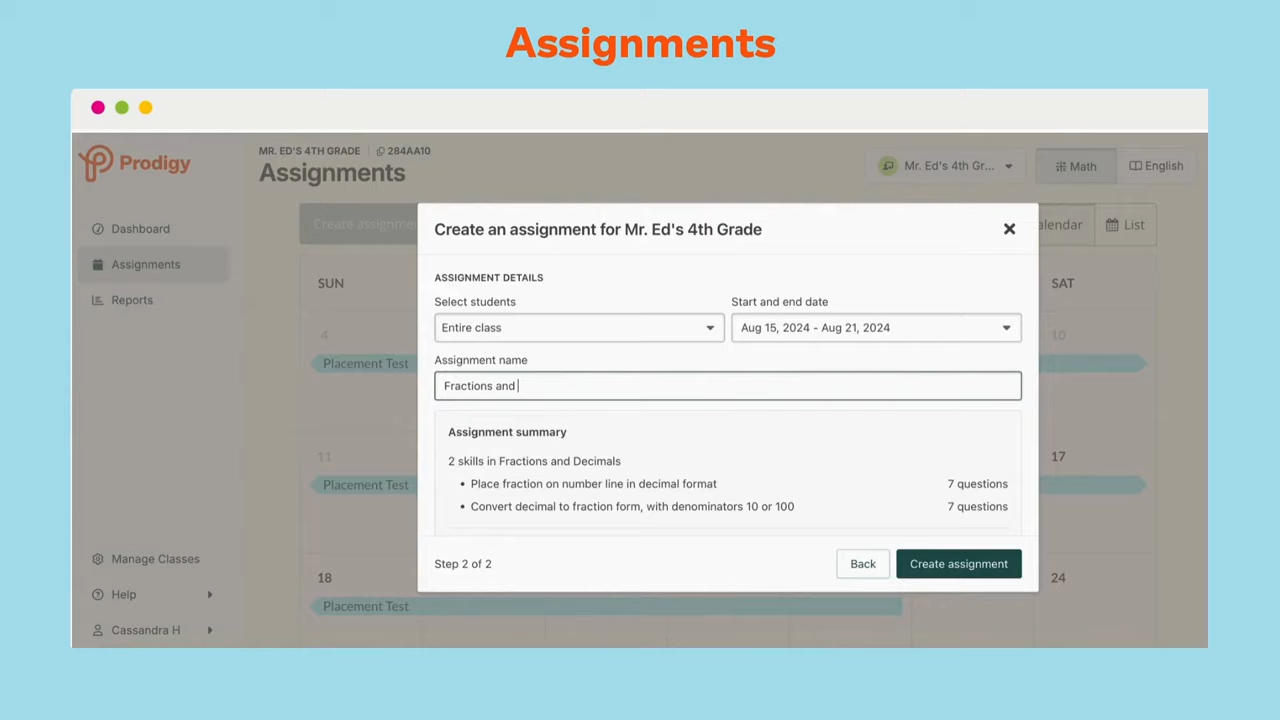 Assignments
Prodigy
MR. ED'S 4TH GRADE
284AA10
Assignments
Mr. Ed's 4th Gr...
Math
English
Dashboard
Assignments
Reports
Manage Classes
Help
Cassandra H
Create assignme
alendar
List
SUN
SAT
4
10
Placement Test
11
17
Placement Test
18
24
Placement Test
Create an assignment for Mr. Ed's 4th Grade
ASSIGNMENT DETAILS
Select students
Start and end date
Entire class
Aug 15, 2024 - Aug 21, 2024
Assignment name
Fractions and
Assignment summary
2 skills in Fractions and Decimals
• Place fraction on number line in decimal format 7 questions
• Convert decimal to fraction form, with denominators 10 or 100 7 questions
Step 2 of 2
Back
Create assignment